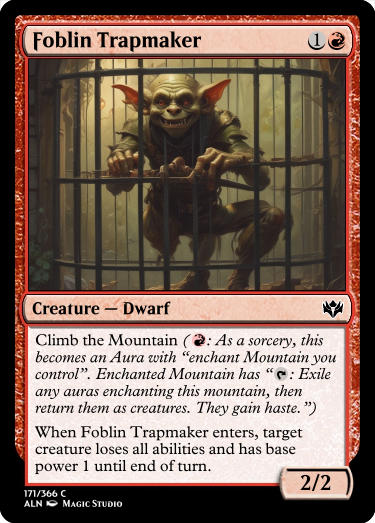 Foblin Trapmaker 1
Creature — Dwarf
Climb the Mountain (: As a sorcery, this
becomes an Aura with “enchant Mountain you
control”. Enchanted Mountain has “: Exile
any auras enchanting this mountain, then
return them as creatures. They gain haste.”)
When Foblin Trapmaker enters, target
creature loses all abilities and has base
power 1 until end of turn.
2/2
171/366 C
ALN Magic Studio